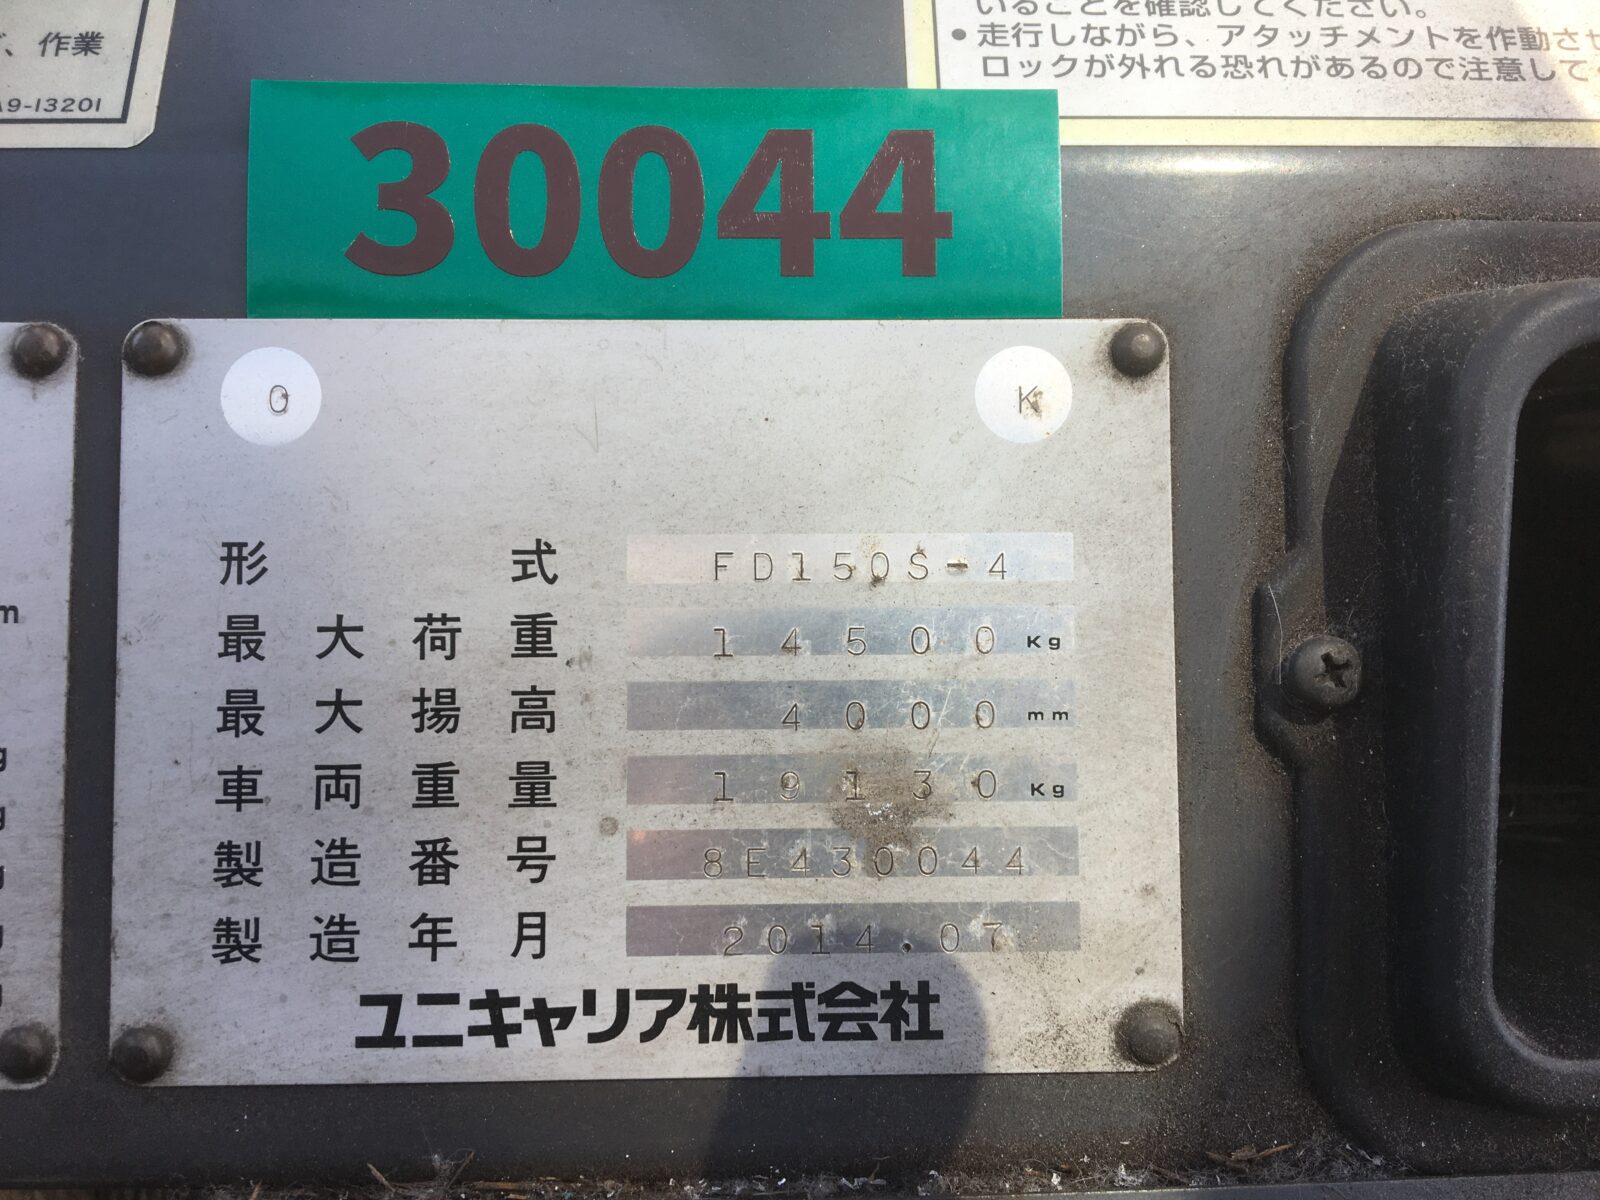 いることを確認してください。
• 走行しながら、アタッチメントを作動さ
ロックが外れる恐れがあるので注意して
、作業
A9-13201
30044
O K
形式 FD150S-4
最大荷重 14500 Kg
最大揚高 4000 mm
車両重量 19130 Kg
製造番号 8E430044
製造年月 2014.07
ユニキャリア株式会社
m
g
g
g
g
g